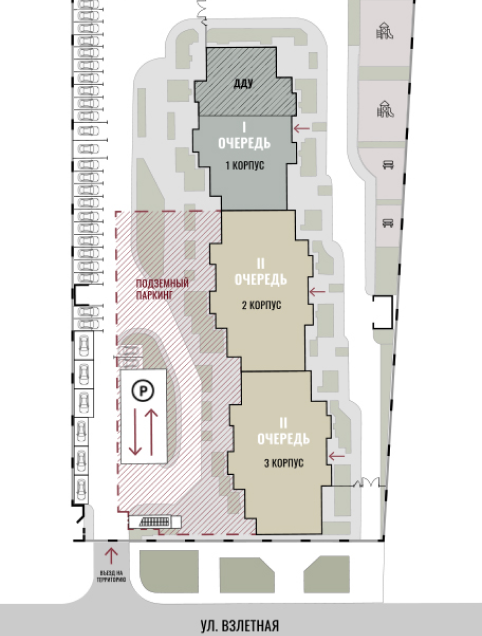 ДДУ
I
ОЧЕРЕДЬ
1 КОРПУС
II
ОЧЕРЕДЬ
2 КОРПУС
ПОДЗЕМНЫЙ
ПАРКИНГ
P
II
ОЧЕРЕДЬ
3 КОРПУС
ВЪЕЗД НА
ТЕРРИТОРИЮ
УЛ. ВЗЛЕТНАЯ